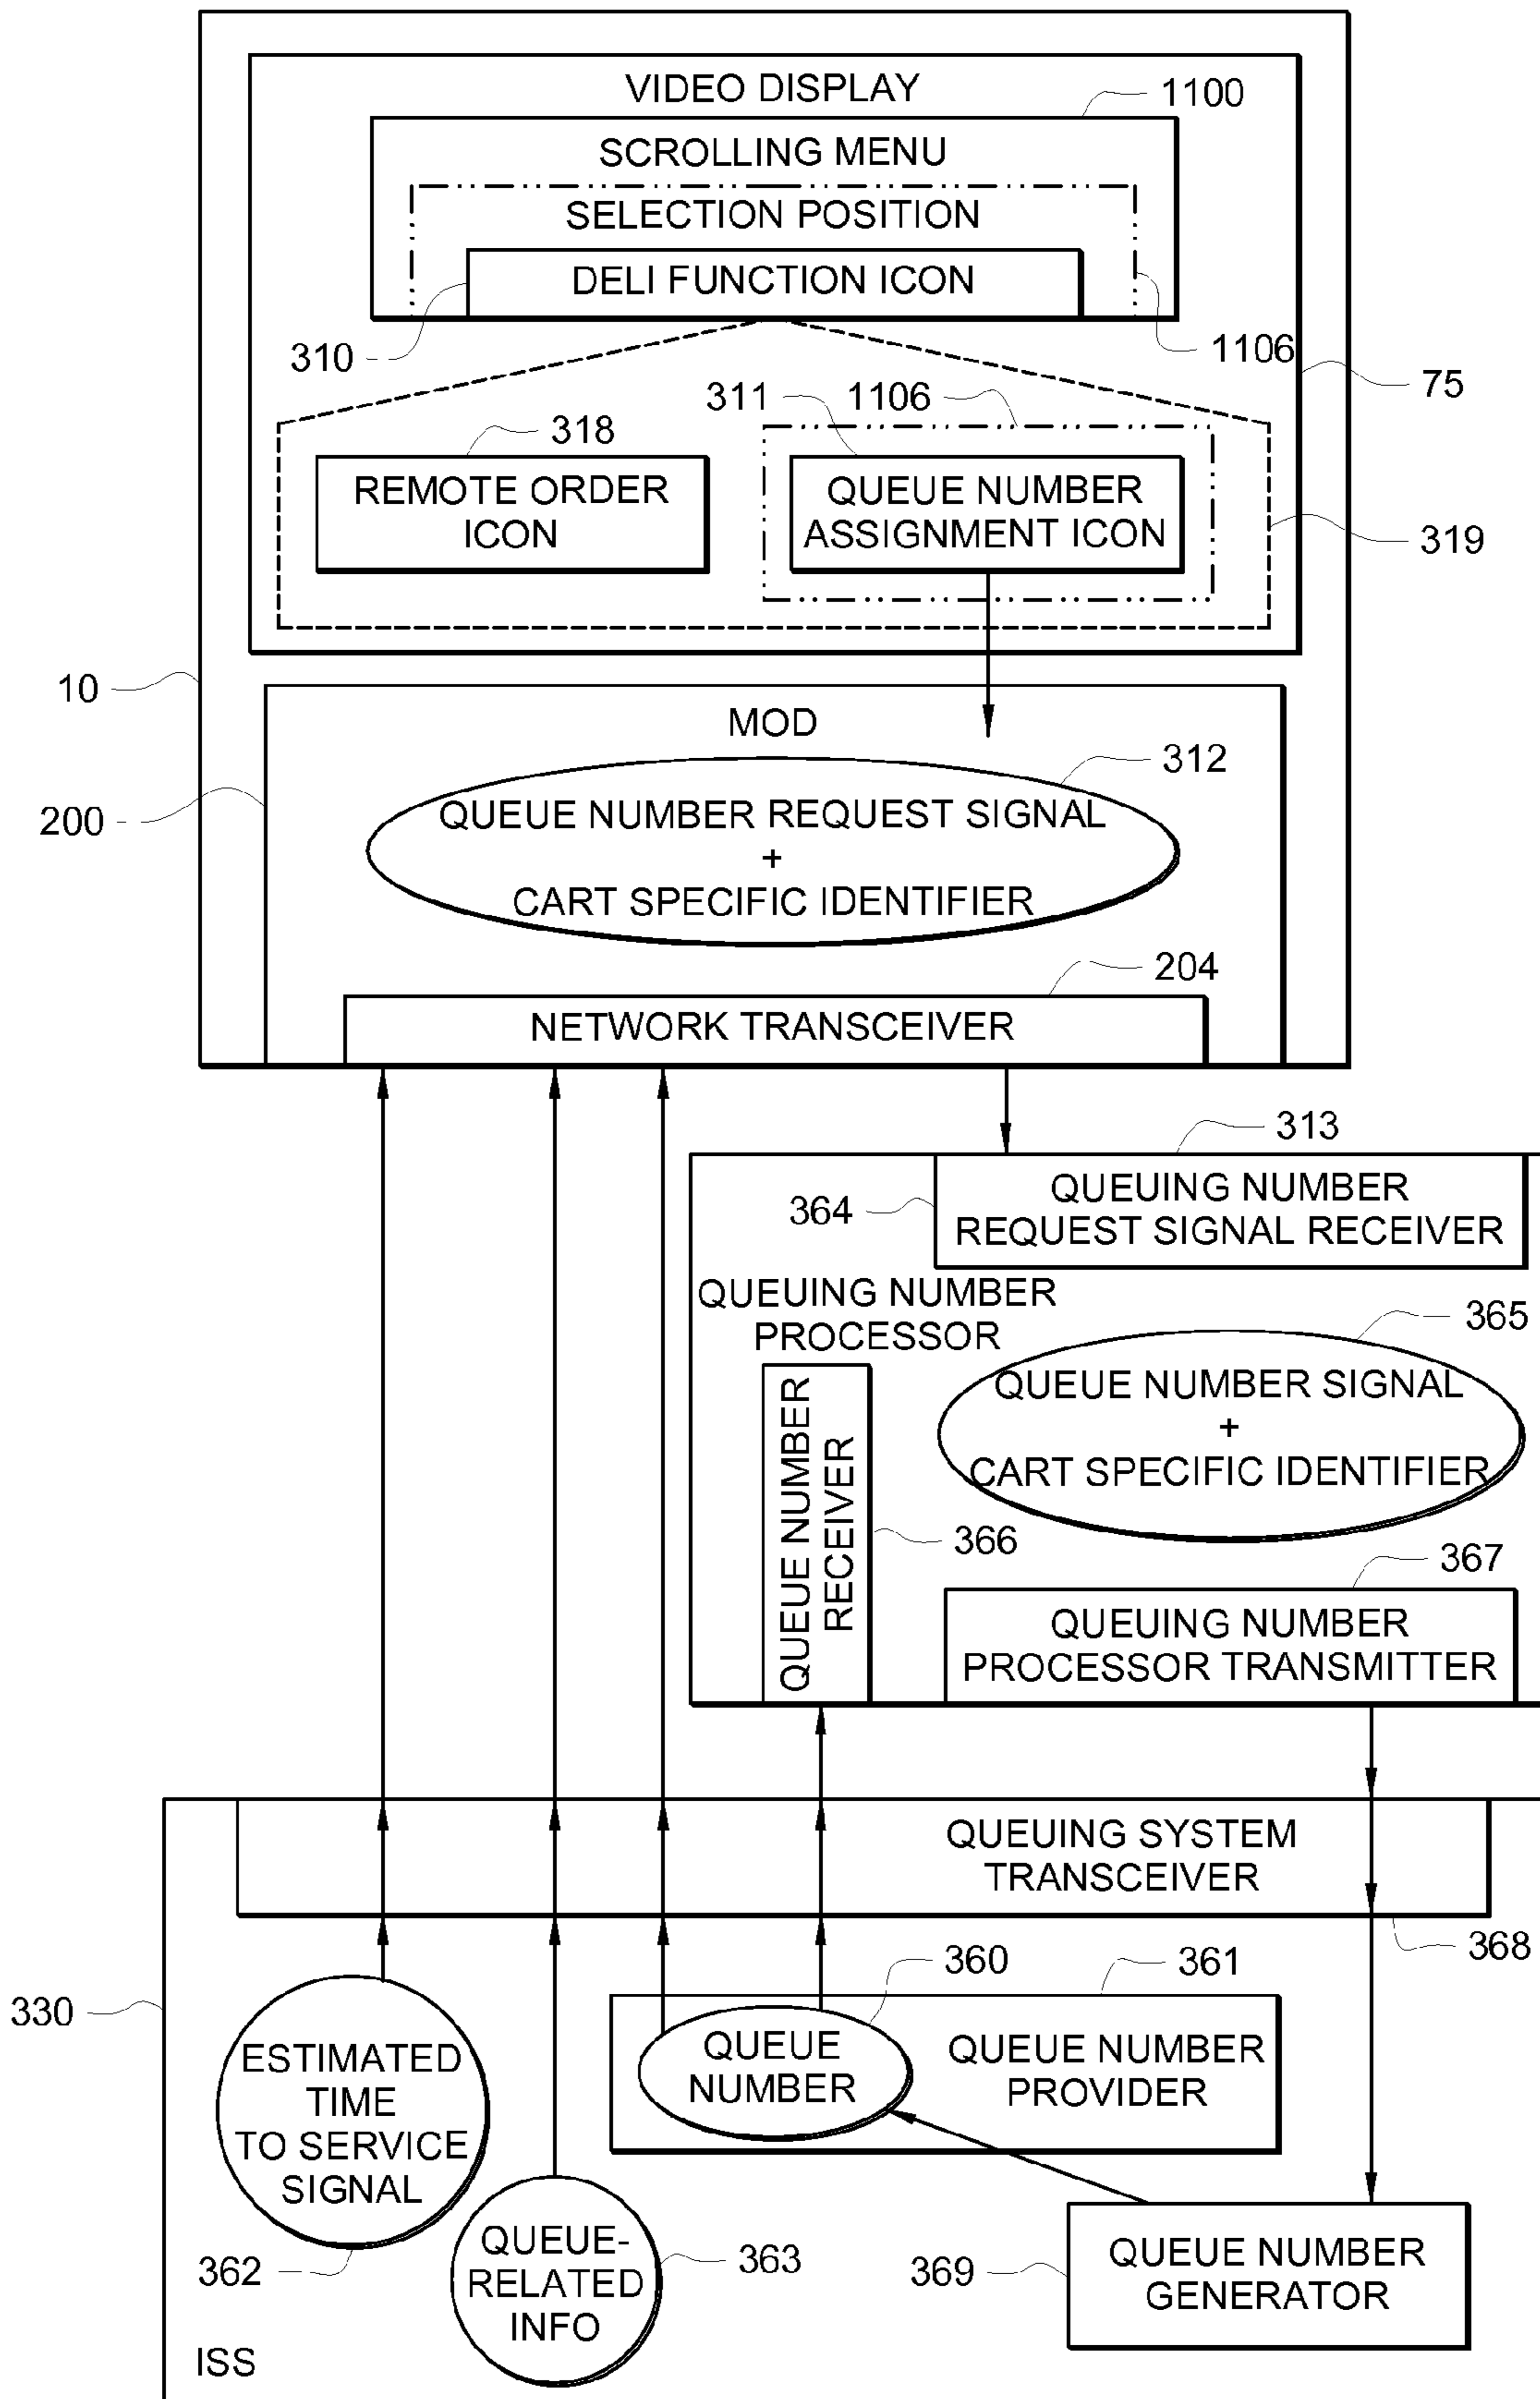 VIDEO DISPLAY
1100
SCROLLING MENU
SELECTION POSITION
DELI FUNCTION ICON
310
1106
75
311
1106
318
REMOTE ORDER
ICON
QUEUE NUMBER
ASSIGNMENT ICON
319
10
MOD
312
200
QUEUE NUMBER REQUEST SIGNAL
+
CART SPECIFIC IDENTIFIER
204
NETWORK TRANSCEIVER
313
364
QUEUING NUMBER
REQUEST SIGNAL RECEIVER
QUEUING NUMBER
PROCESSOR
365
QUEUE NUMBER SIGNAL
+
CART SPECIFIC IDENTIFIER
QUEUE NUMBER
RECEIVER
366
367
QUEUING NUMBER
PROCESSOR TRANSMITTER
QUEUING SYSTEM
TRANSCEIVER
368
360
361
330
ESTIMATED
TIME
TO SERVICE
SIGNAL
QUEUE
NUMBER
QUEUE NUMBER
PROVIDER
362
QUEUE-
RELATED
INFO
363
369
QUEUE NUMBER
GENERATOR
ISS